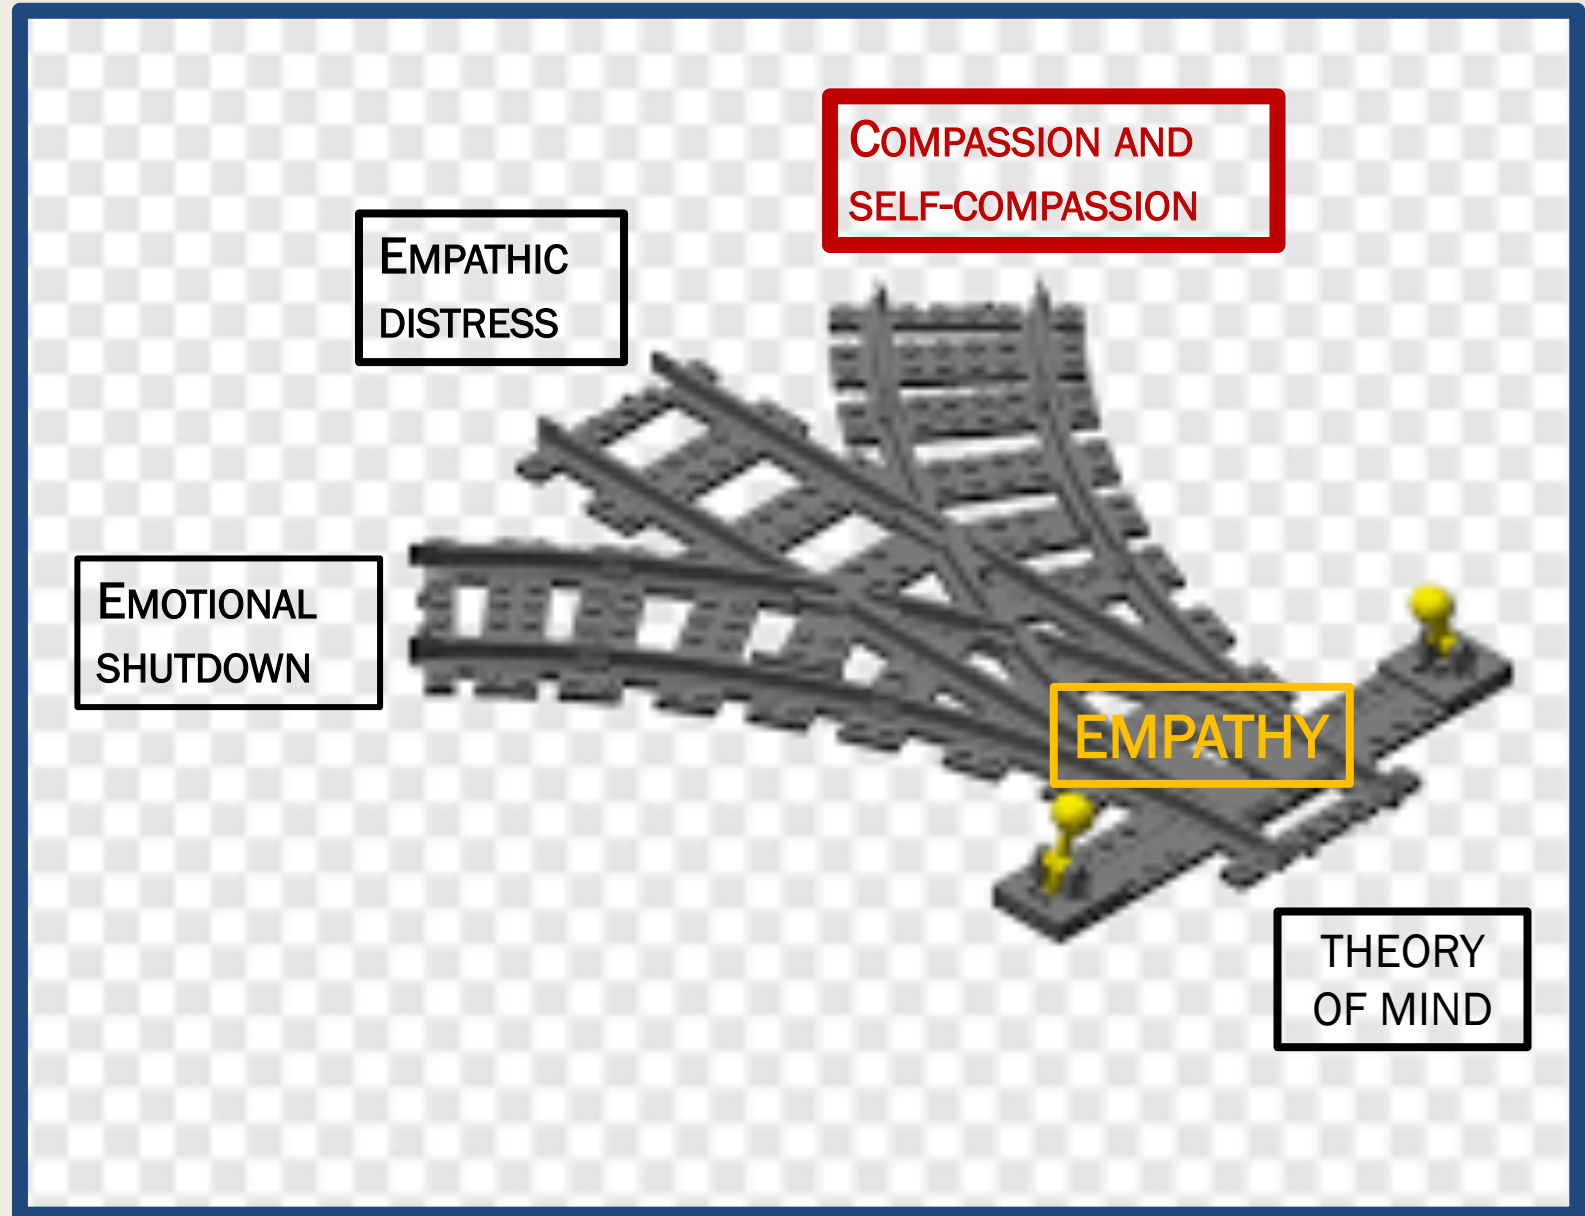 COMPASSION AND
SELF-COMPASSION
EMPATHIC
DISTRESS
EMOTIONAL
SHUTDOWN
EMPATHY
THEORY
OF MIND